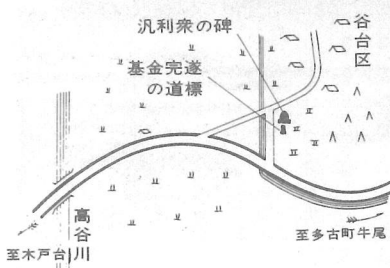 汎利衆の碑
基金完遂
の道標
谷台区
高谷川
至木戸台
至多古町牛尾